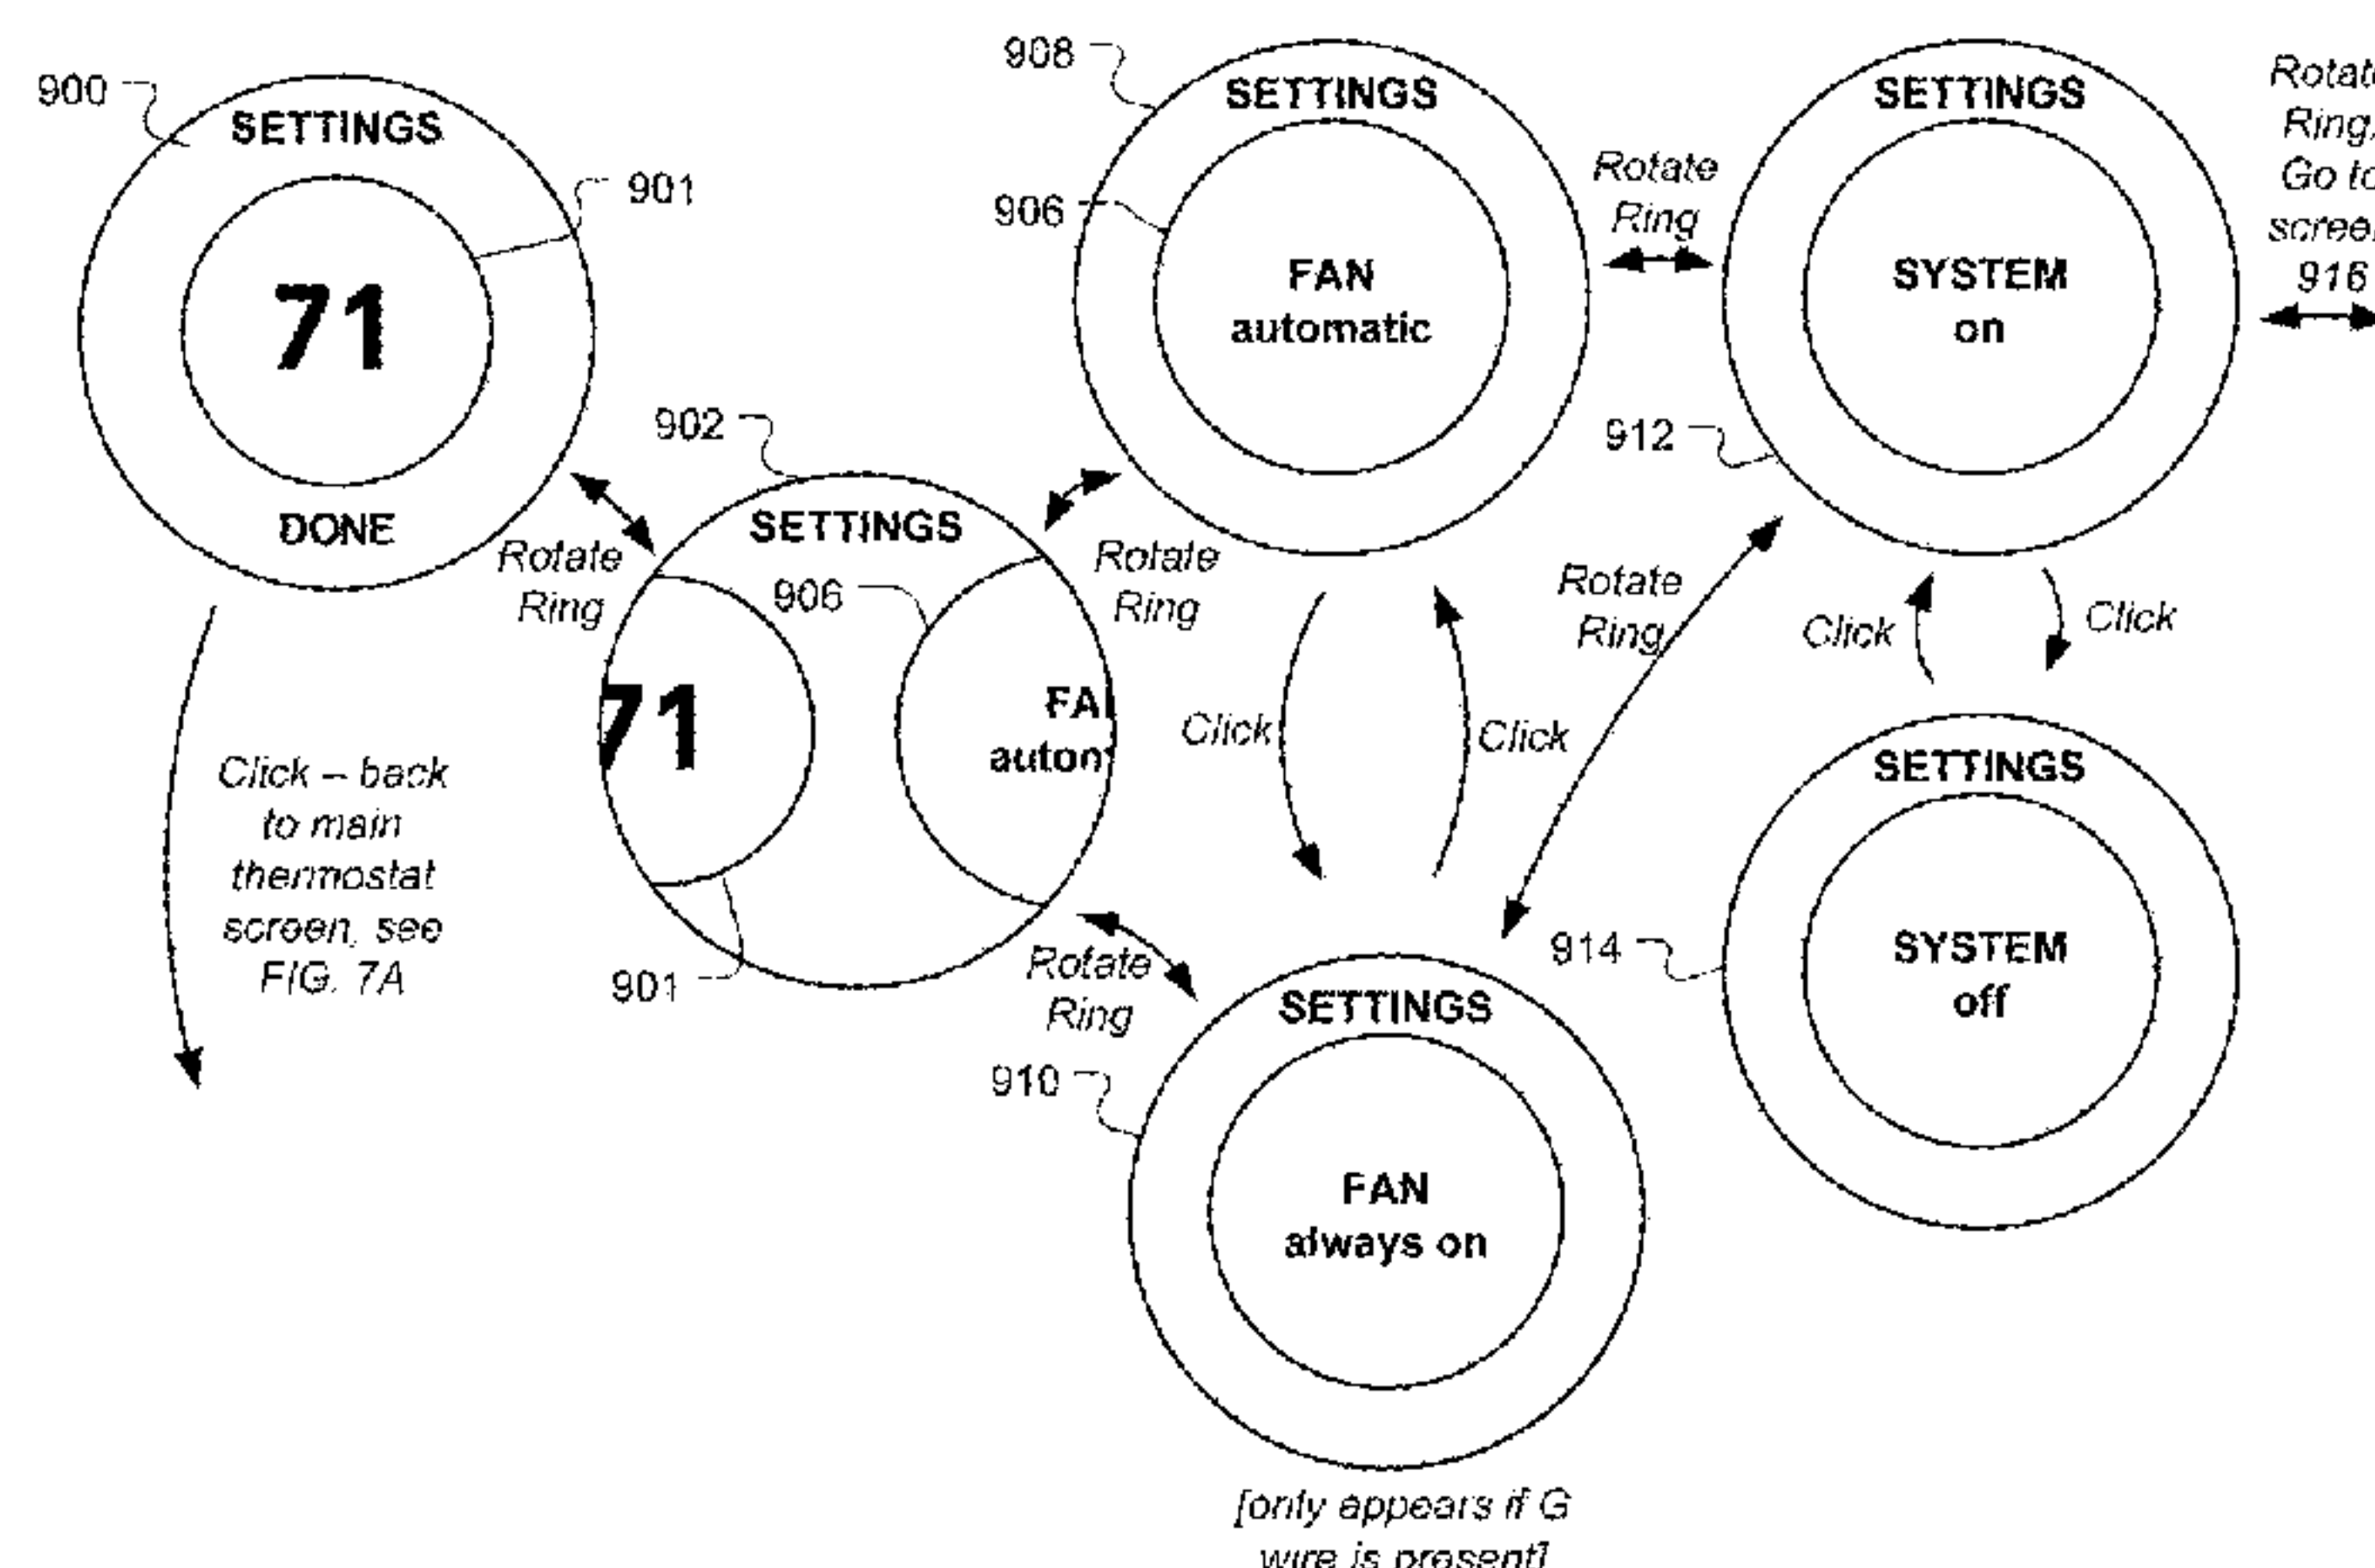 900
SETTINGS
901
71
DONE
Rotate
Ring
Click – back
to main
thermostat
screen, see
FIG. 7A
902
SETTINGS
906
71
FA
autom
901
Rotate
Ring
Rotate
Ring
908
SETTINGS
906
FAN
automatic
Click
Click
910
SETTINGS
FAN
always on
[only appears if G
wire is present]
Rotate
Ring
Rotate
Ring
912
SETTINGS
SYSTEM
on
Click
Click
914
SETTINGS
SYSTEM
off
Rotate
Ring,
Go to
screen
916